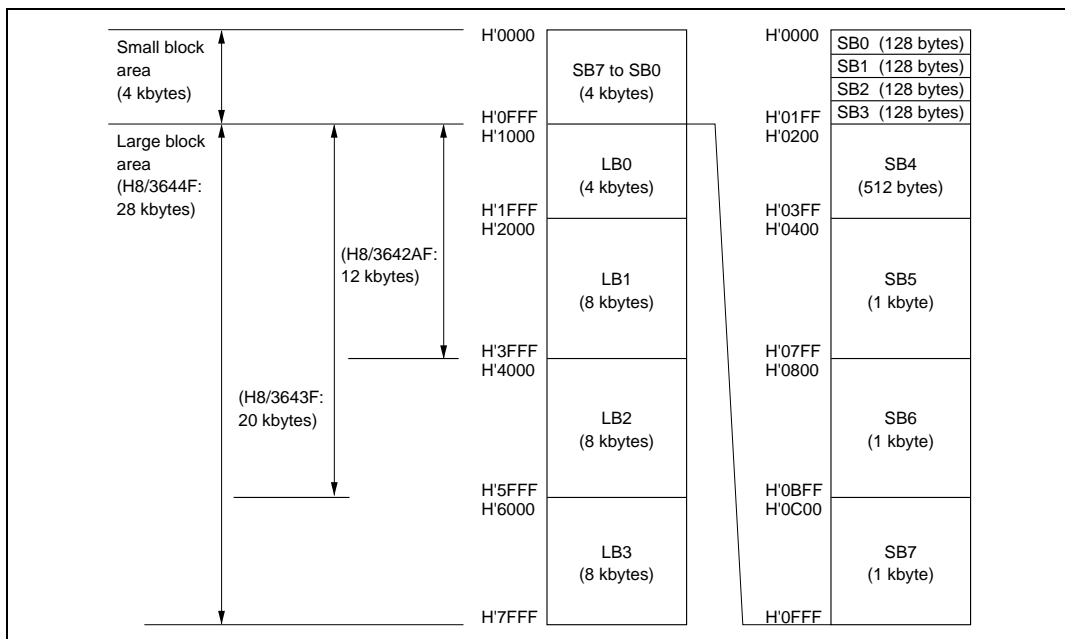 Small block
area
(4 kbytes)
Large block
area
(H8/3644F:
28 kbytes)
(H8/3642AF:
12 kbytes)
(H8/3643F:
20 kbytes)
H'0000
SB7 to SB0
(4 kbytes)
H'0FFF
H'1000
LB0
(4 kbytes)
H'1FFF
H'2000
LB1
(8 kbytes)
H'3FFF
H'4000
LB2
(8 kbytes)
H'5FFF
H'6000
LB3
(8 kbytes)
H'7FFF
H'0000
SB0 (128 bytes)
SB1 (128 bytes)
SB2 (128 bytes)
SB3 (128 bytes)
H'01FF
H'0200
SB4
(512 bytes)
H'03FF
H'0400
SB5
(1 kbyte)
H'07FF
H'0800
SB6
(1 kbyte)
H'0BFF
H'0C00
SB7
(1 kbyte)
H'0FFF